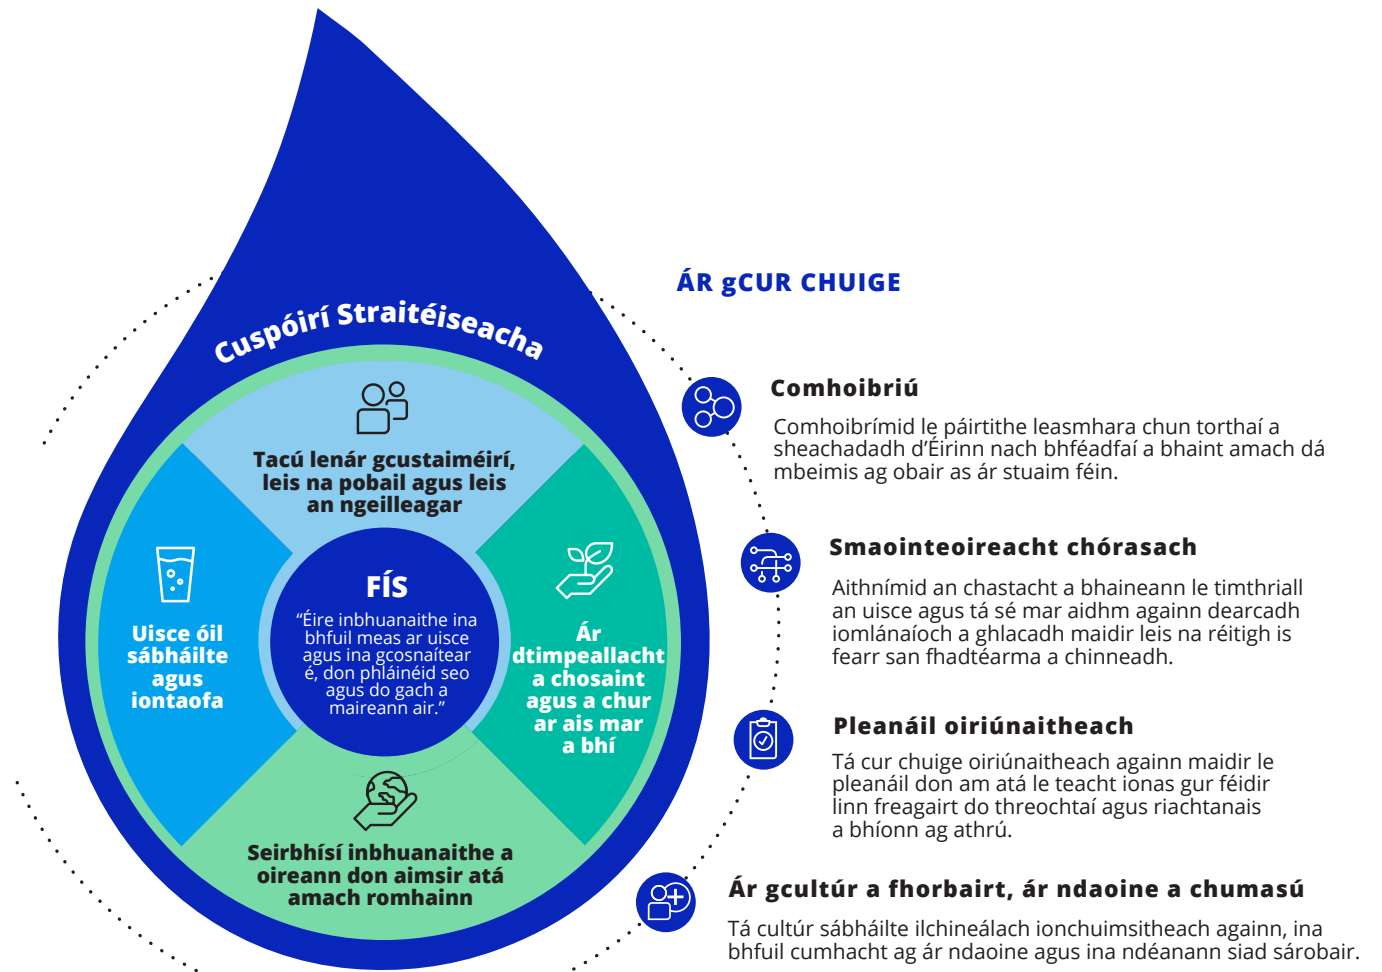 Cuspóirí Straitéiseacha
Tacú lenár gcustaiméirí,
leis na pobail agus leis
an ngeilleagar
Uisce óil
sábháilte
agus
iontaofa
FÍS
“Éire inbhuanaithe ina
bhfuil meas ar uisce
agus ina gcosnaítear
é, don phláinéid seo
agus do gach a
maireann air.”
Ár
dtimpeallacht
a chosaint
agus a chur
ar ais mar
a bhí
Seirbhísí inbhuanaithe a
oireann don aimsir atá
amach romhainn
ÁR gCUR CHUIGE
Comhoibriú
Comhoibrímid le páirtithe leasmhara chun torthaí a
sheachadadh d’Éirinn nach bhféadfaí a bhaint amach dá
mbeimis ag obair as ár stuaim féin.
Smaointeoireacht chórasach
Aithnímid an chastacht a bhaineann le timthriall
an uisce agus tá sé mar aidhm againn dearcadh
iomlánaíoch a ghlacadh maidir leis na réitigh is
fearr san fhadtéarma a chinneadh.
Pleanáil oiriúnaitheach
Tá cur chuige oiriúnaitheach againn maidir le
pleanáil don am atá le teacht ionas gur féidir
linn freagairt do threochtaí agus riachtanais
a bhíonn ag athrú.
Ár gcultúr a fhorbairt, ár ndaoine a chumasú
Tá cultúr sábháilte ilchineálach ionchuimsitheach againn, ina
bhfuil cumhacht ag ár ndaoine agus ina ndéanann siad sárobair.